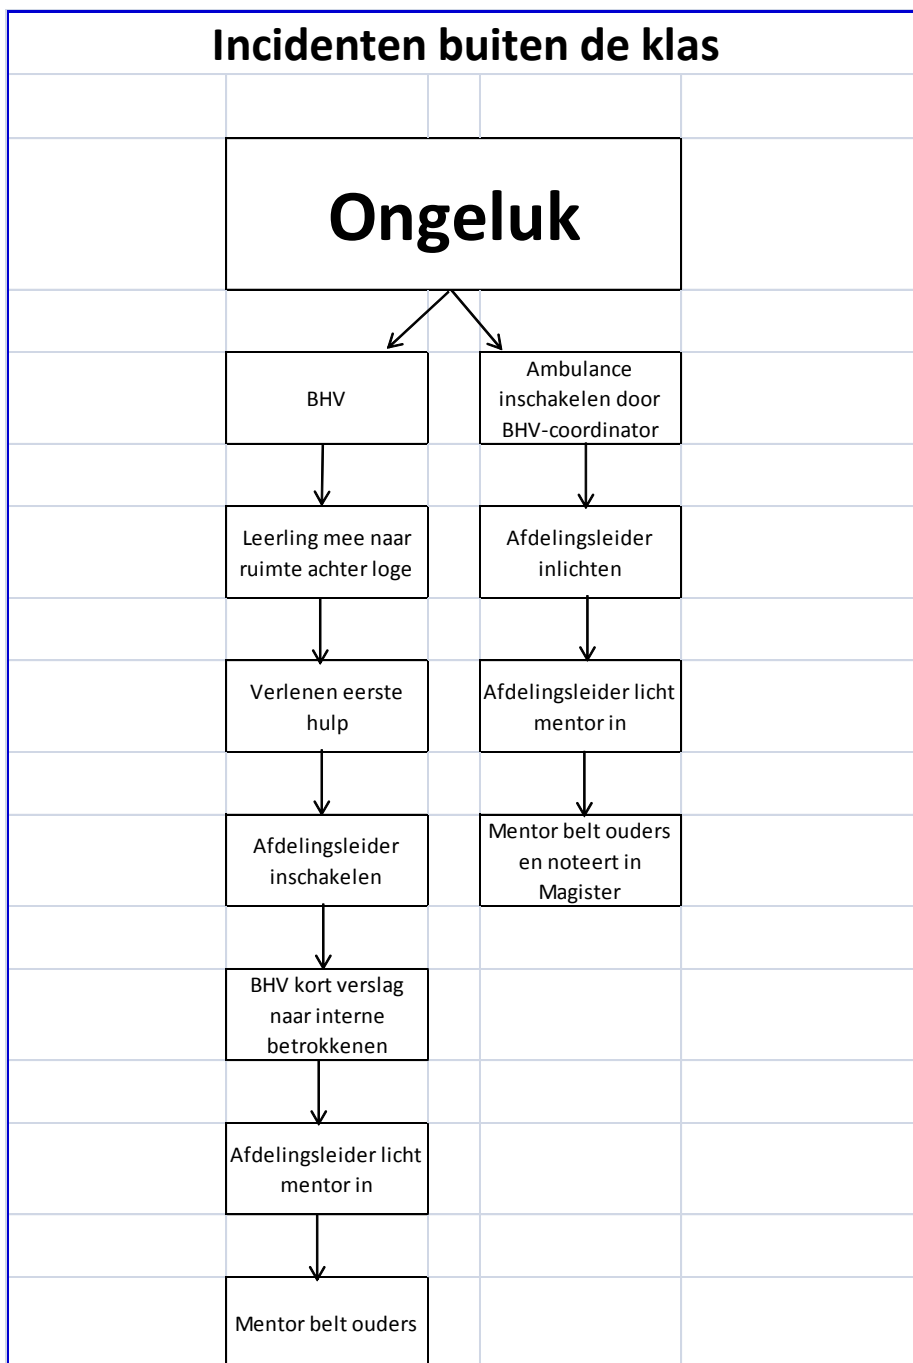 Incidenten buiten de klas
Ongeluk
BHV
Ambulance
inschakelen door
BHV-coordinator
Leerling mee naar
ruimte achter loge
Afdelingsleider
inlichten
Verlenen eerste
hulp
Afdelingsleider licht
mentor in
Afdelingsleider
inschakelen
Mentor belt ouders
en noteert in
Magister
BHV kort verslag
naar interne
betrokkenen
Afdelingsleider licht
mentor in
Mentor belt ouders